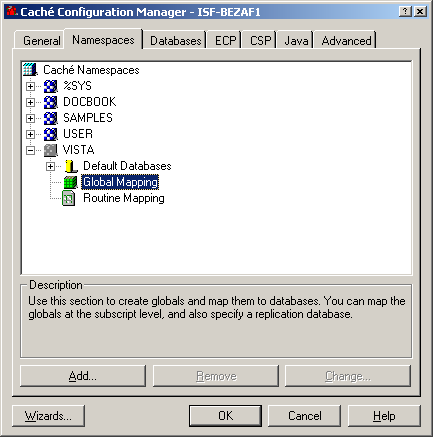 Caché Configuration Manager - ISF-BEZAF1
General Namespaces Databases ECP CSP Java Advanced
Caché Namespaces
%SYS
DOCBOOK
SAMPLES
USER
VISTA
Default Databases
Global Mapping
Routine Mapping
Description
Use this section to create globals and map them to databases. You can map the
globals at the subscript level, and also specify a replication database.
Add... Remove Change...
Wizards... OK Cancel Help